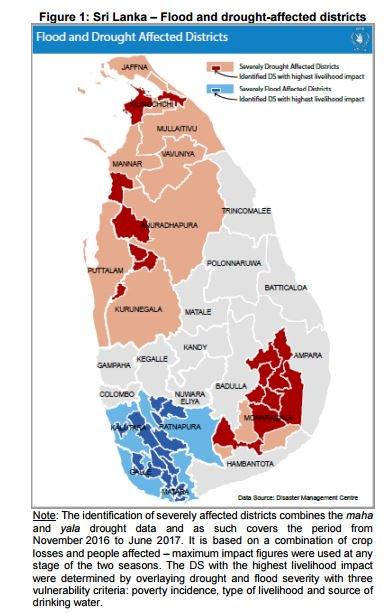 Figure 1: Sri Lanka – Flood and drought-affected districts
Flood and Drought Affected Districts
Severely Drought Affected Districts
Identified DS with highest livelihood impact
Severely Flood Affected Districts
Identified DS with highest livelihood impact
JAFFNA
KILINOCHCHI
MULLAITIVU
VAVUNIYA
MANNAR
TRINCOMALEE
ANURADHAPURA
POLONNARUWA
PUTTALAM
BATTICALOA
KURUNEGALA
MATALE
KANDY
AMPARA
KEGALLE
GAMPAHA
BADULLA
COLOMBO
NUWARA
ELIYA
MONARAGALA
KALUTARA
RATNAPURA
HAMBANTOTA
GALLE
MATARA
Data Source: Disaster Management Centre
Note: The identification of severely affected districts combines the maha
and yala drought data and as such covers the period from
November 2016 to June 2017. It is based on a combination of crop
losses and people affected – maximum impact figures were used at any
stage of the two seasons. The DS with the highest livelihood impact
were determined by overlaying drought and flood severity with three
vulnerability criteria: poverty incidence, type of livelihood and source of
drinking water.